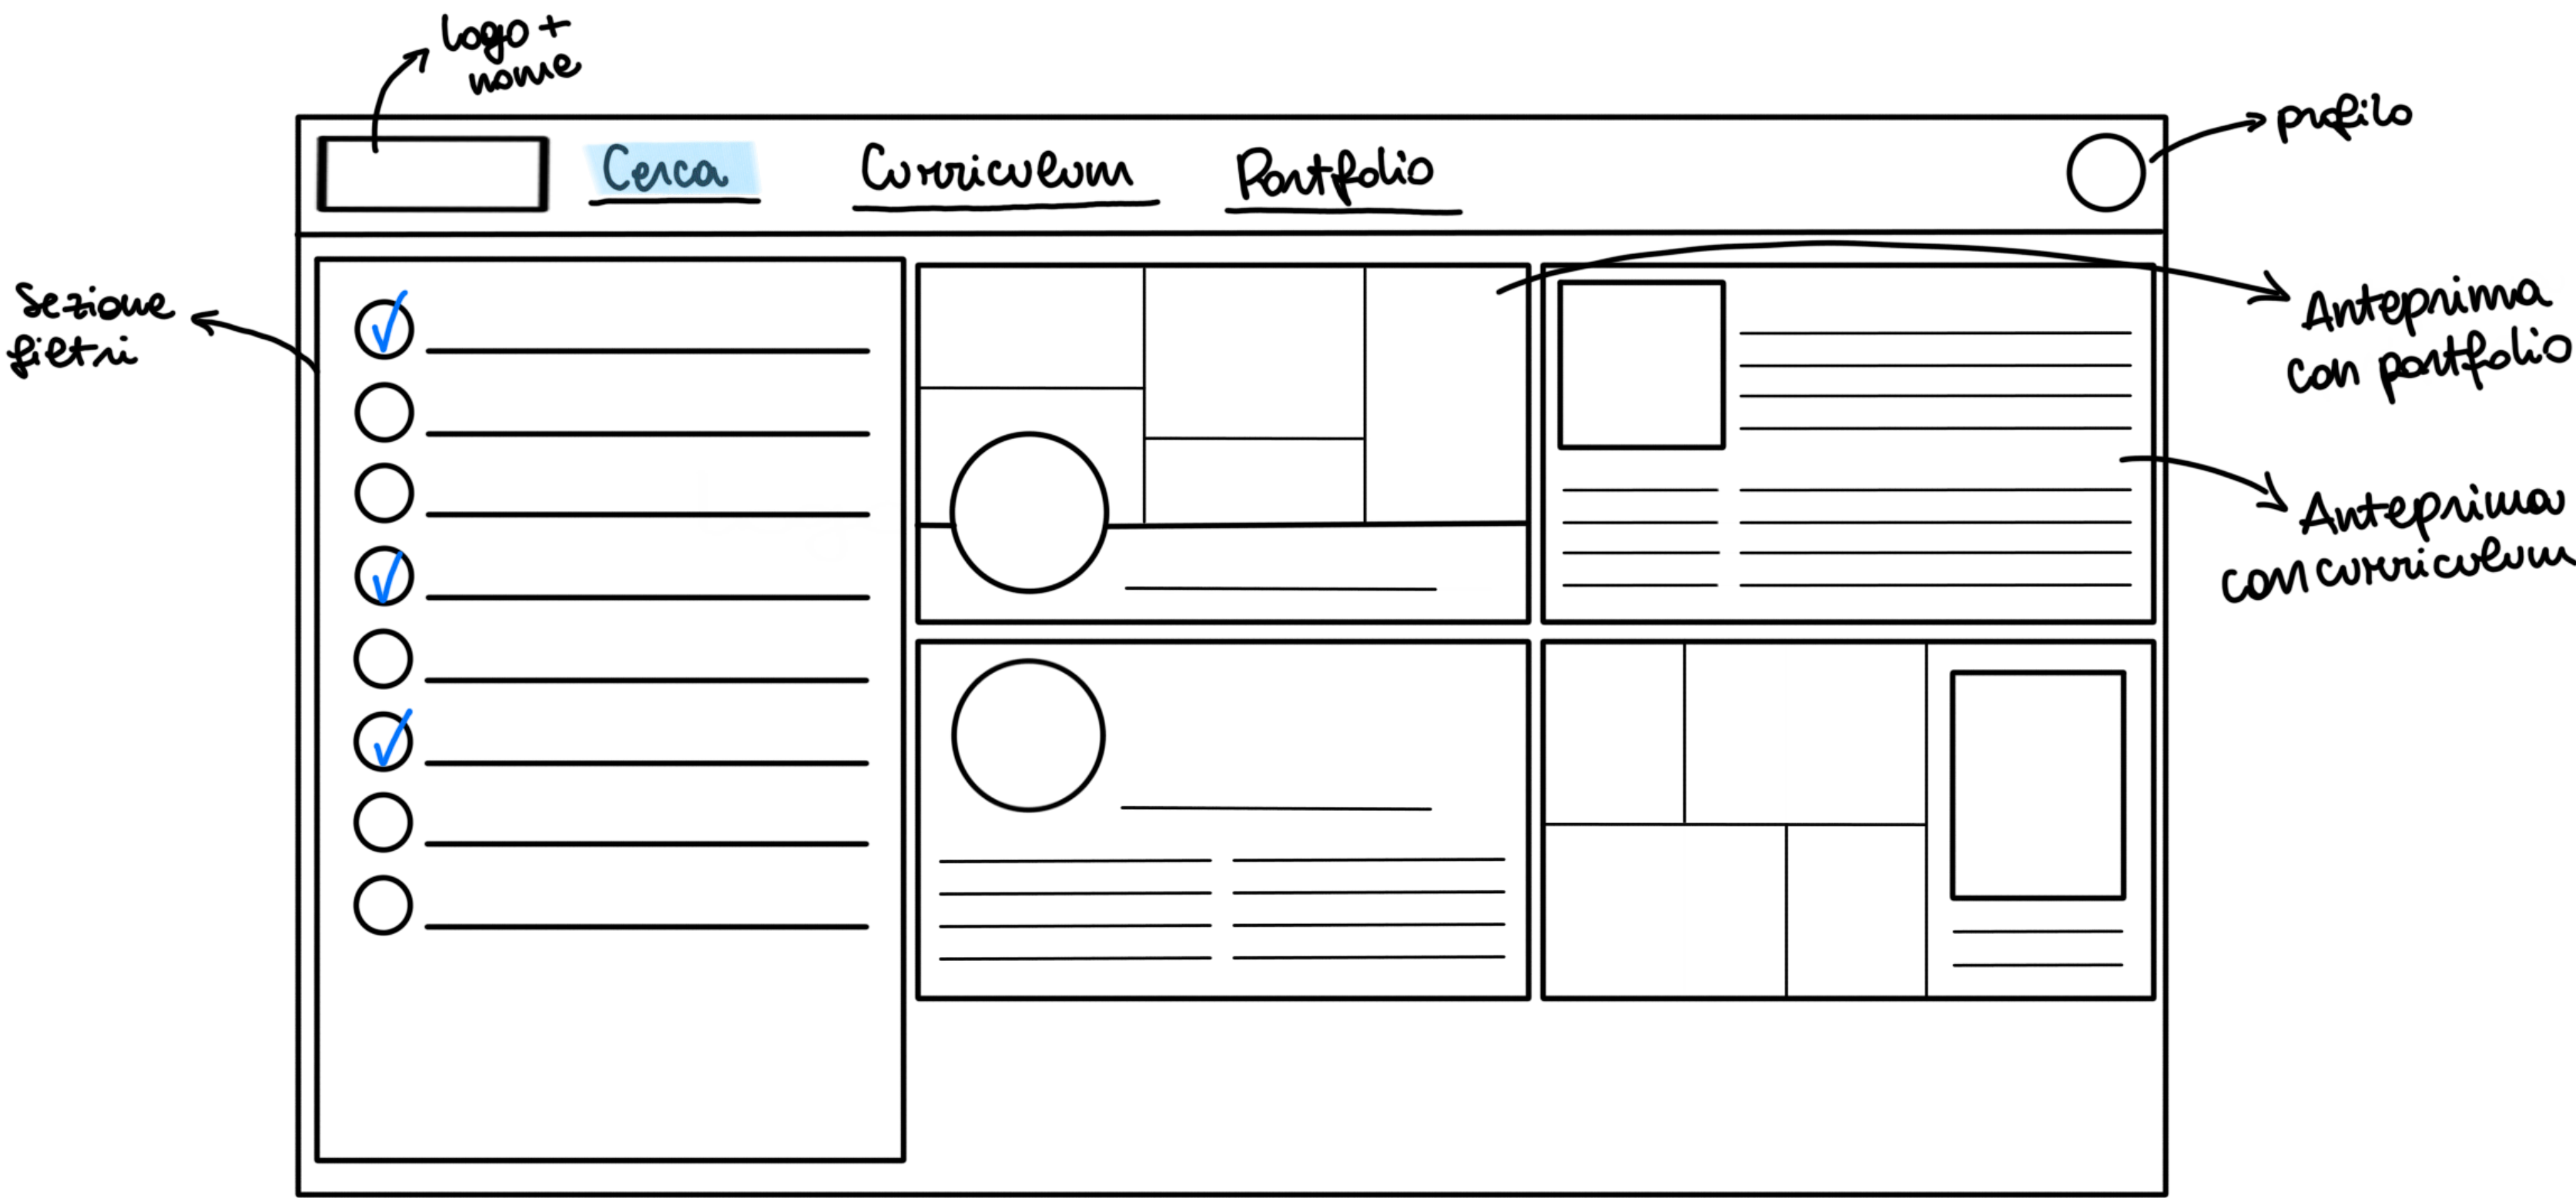 Logo +
nome
profilo
Cerca
Curriculum
Portfolio
Sezione
filtri
Anteprima
con portfolio
Anteprima
con curriculum